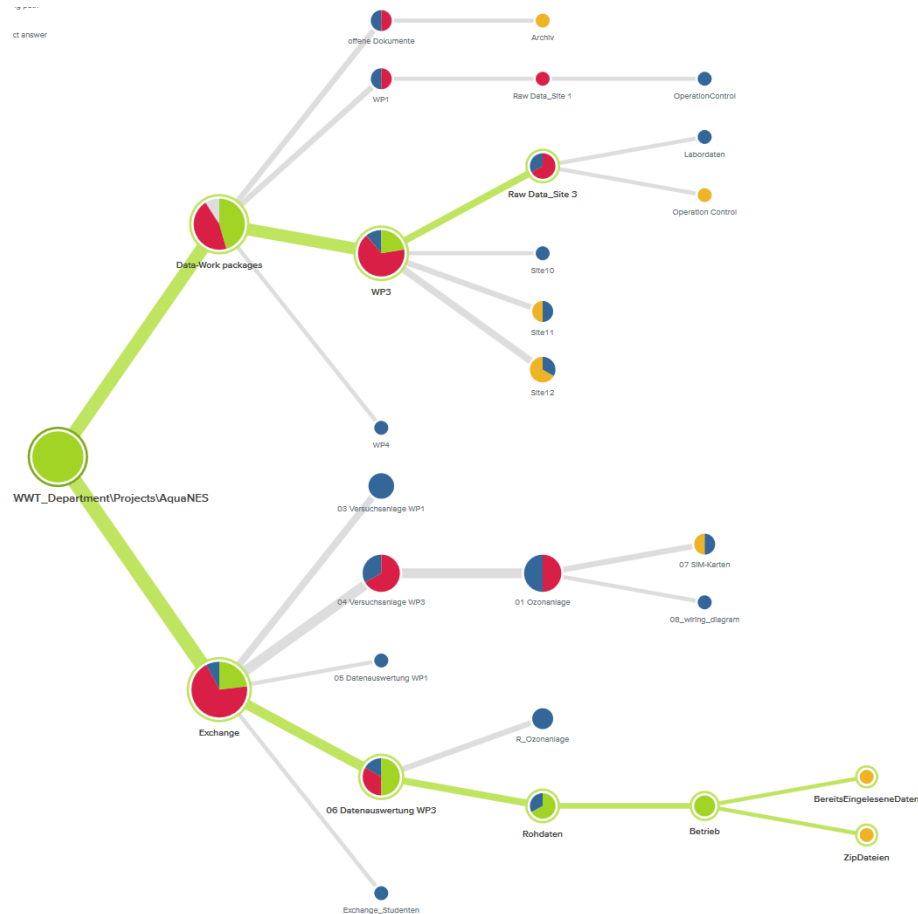 ct answer
offene Dokumente
Archiv
WP1
Raw Data_Site 1
OperationControl
Labordaten
Raw Data_Site 3
Operation Control
Data-Work packages
WP3
Site10
Site11
Site12
WP4
WWT_Department\Projects\AquaNES
03 Versuchsanlage WP1
07 SIM-Karten
04 Versuchsanlage WP3
01 Ozonanlage
08_wiring_diagram
05 Datenauswertung WP1
Exchange
R_Ozonanlage
06 Datenauswertung WP3
Rohdaten
Betrieb
BereitsEingeleseneDaten
ZipDateien
Exchange_Studenten